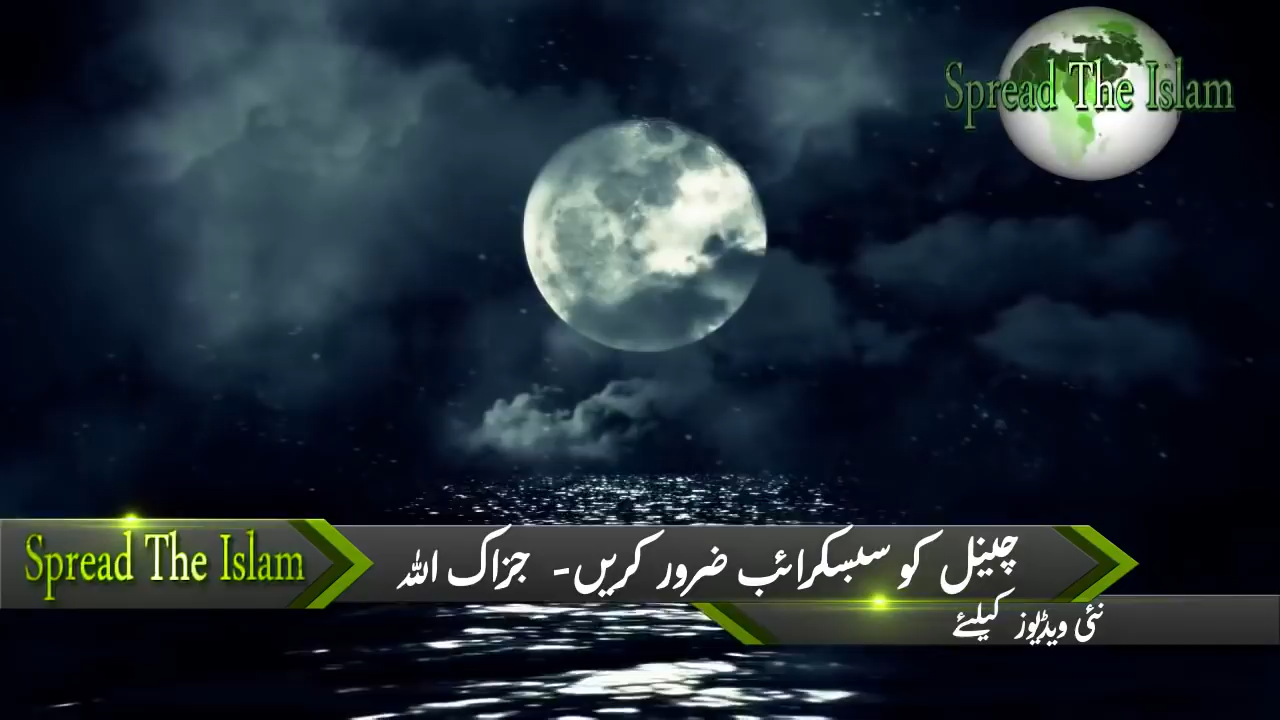 Spread The Islam
Spread The Islam
چینل کو سبسکرائب ضرور کریں۔ جزاک اللہ
نئی ویڈیوز کیلئے